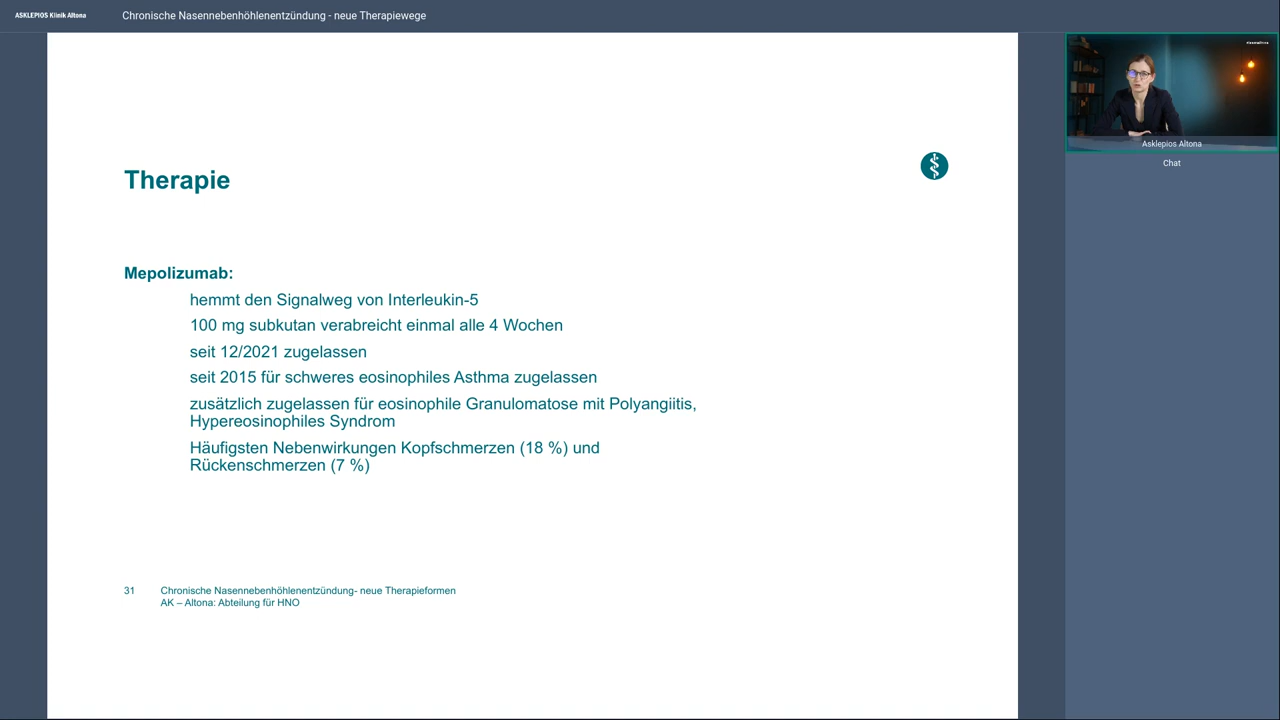 ASKLEPIOS Klinik Altona
Chronische Nasennebenhöhlenentzündung - neue Therapiewege
Asklepios Altona
Chat
Therapie
Mepolizumab:
hemmt den Signalweg von Interleukin-5
100 mg subkutan verabreicht einmal alle 4 Wochen
seit 12/2021 zugelassen
seit 2015 für schweres eosinophiles Asthma zugelassen
zusätzlich zugelassen für eosinophile Granulomatose mit Polyangiitis,
Hypereosinophiles Syndrom
Häufigsten Nebenwirkungen Kopfschmerzen (18 %) und
Rückenschmerzen (7 %)
31 Chronische Nasennebenhöhlenentzündung- neue Therapieformen
AK – Altona: Abteilung für HNO